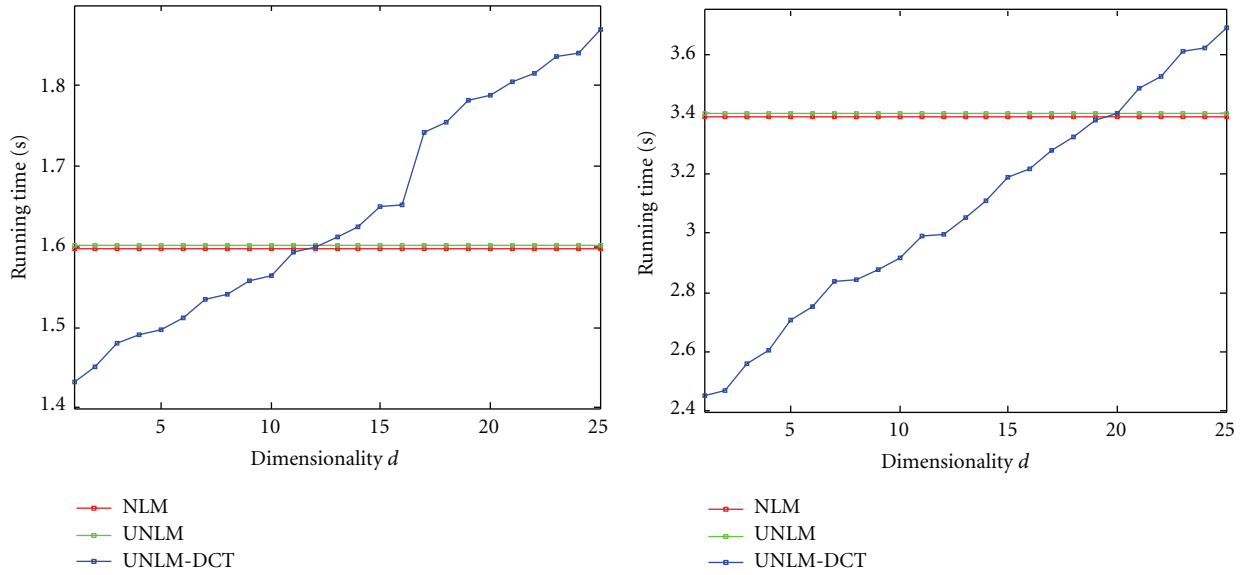 1.8
1.7
1.6
1.5
1.4
Running time (s)
5
10
15
20
25
Dimensionality d
NLM
UNLM
UNLM-DCT
3.6
3.4
3.2
3
2.8
2.6
2.4
Running time (s)
5
10
15
20
25
Dimensionality d
NLM
UNLM
UNLM-DCT